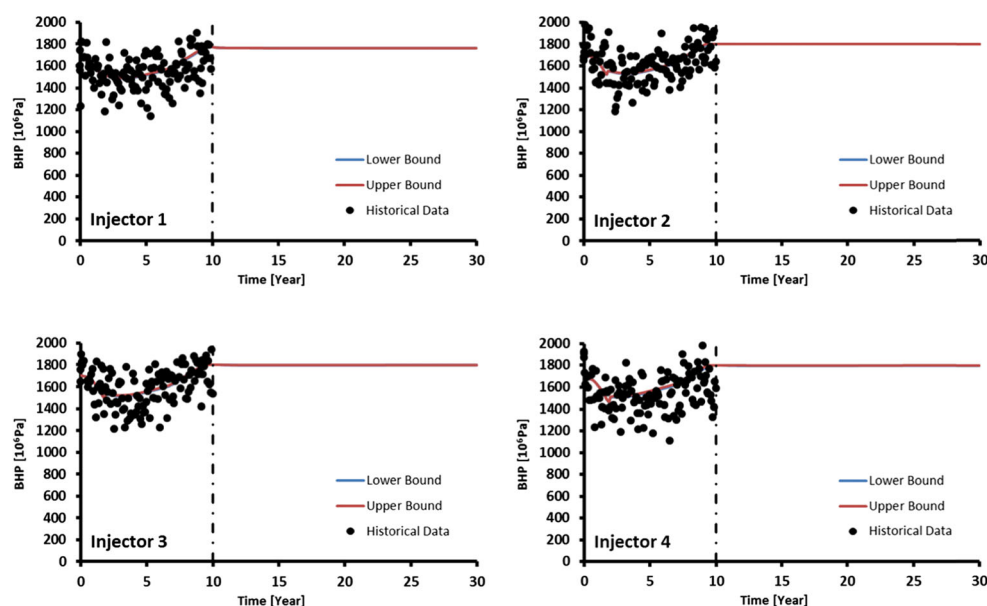 2000
1800
1600
1400
1200
1800
1000
800
600
400
200
0
BHP [10⁶Pa]
Lower Bound
Upper Bound
Historical Data
Injector 1
0 5 10 15 20 25 30
Time [Year]
2000
1800
1600
1400
1200
1800
1000
800
600
400
200
0
BHP [10⁶Pa]
Lower Bound
Upper Bound
Historical Data
Injector 2
0 5 10 15 20 25 30
Time [Year]
2000
1800
1600
1400
1200
1800
1000
800
600
400
200
0
BHP [10⁶Pa]
Lower Bound
Upper Bound
Historical Data
Injector 3
0 5 10 15 20 25 30
Time [Year]
2000
1800
1600
1400
1200
1800
1000
800
600
400
200
0
BHP [10⁶Pa]
Lower Bound
Upper Bound
Historical Data
Injector 4
0 5 10 15 20 25 30
Time [Year]